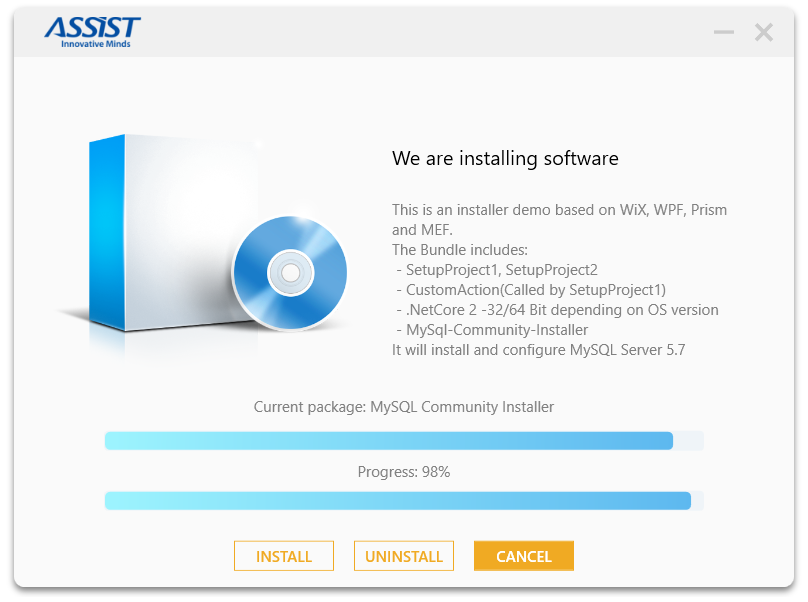 ASSIST
Innovative Minds
We are installing software
This is an installer demo based on WiX, WPF, Prism
and MEF.
The Bundle includes:
- SetupProject1, SetupProject2
- CustomAction(Called by SetupProject1)
- .NetCore 2 -32/64 Bit depending on OS version
- MySql-Community-Installer
It will install and configure MySQL Server 5.7
Current package: MySQL Community Installer
Progress: 98%
INSTALL UNINSTALL CANCEL